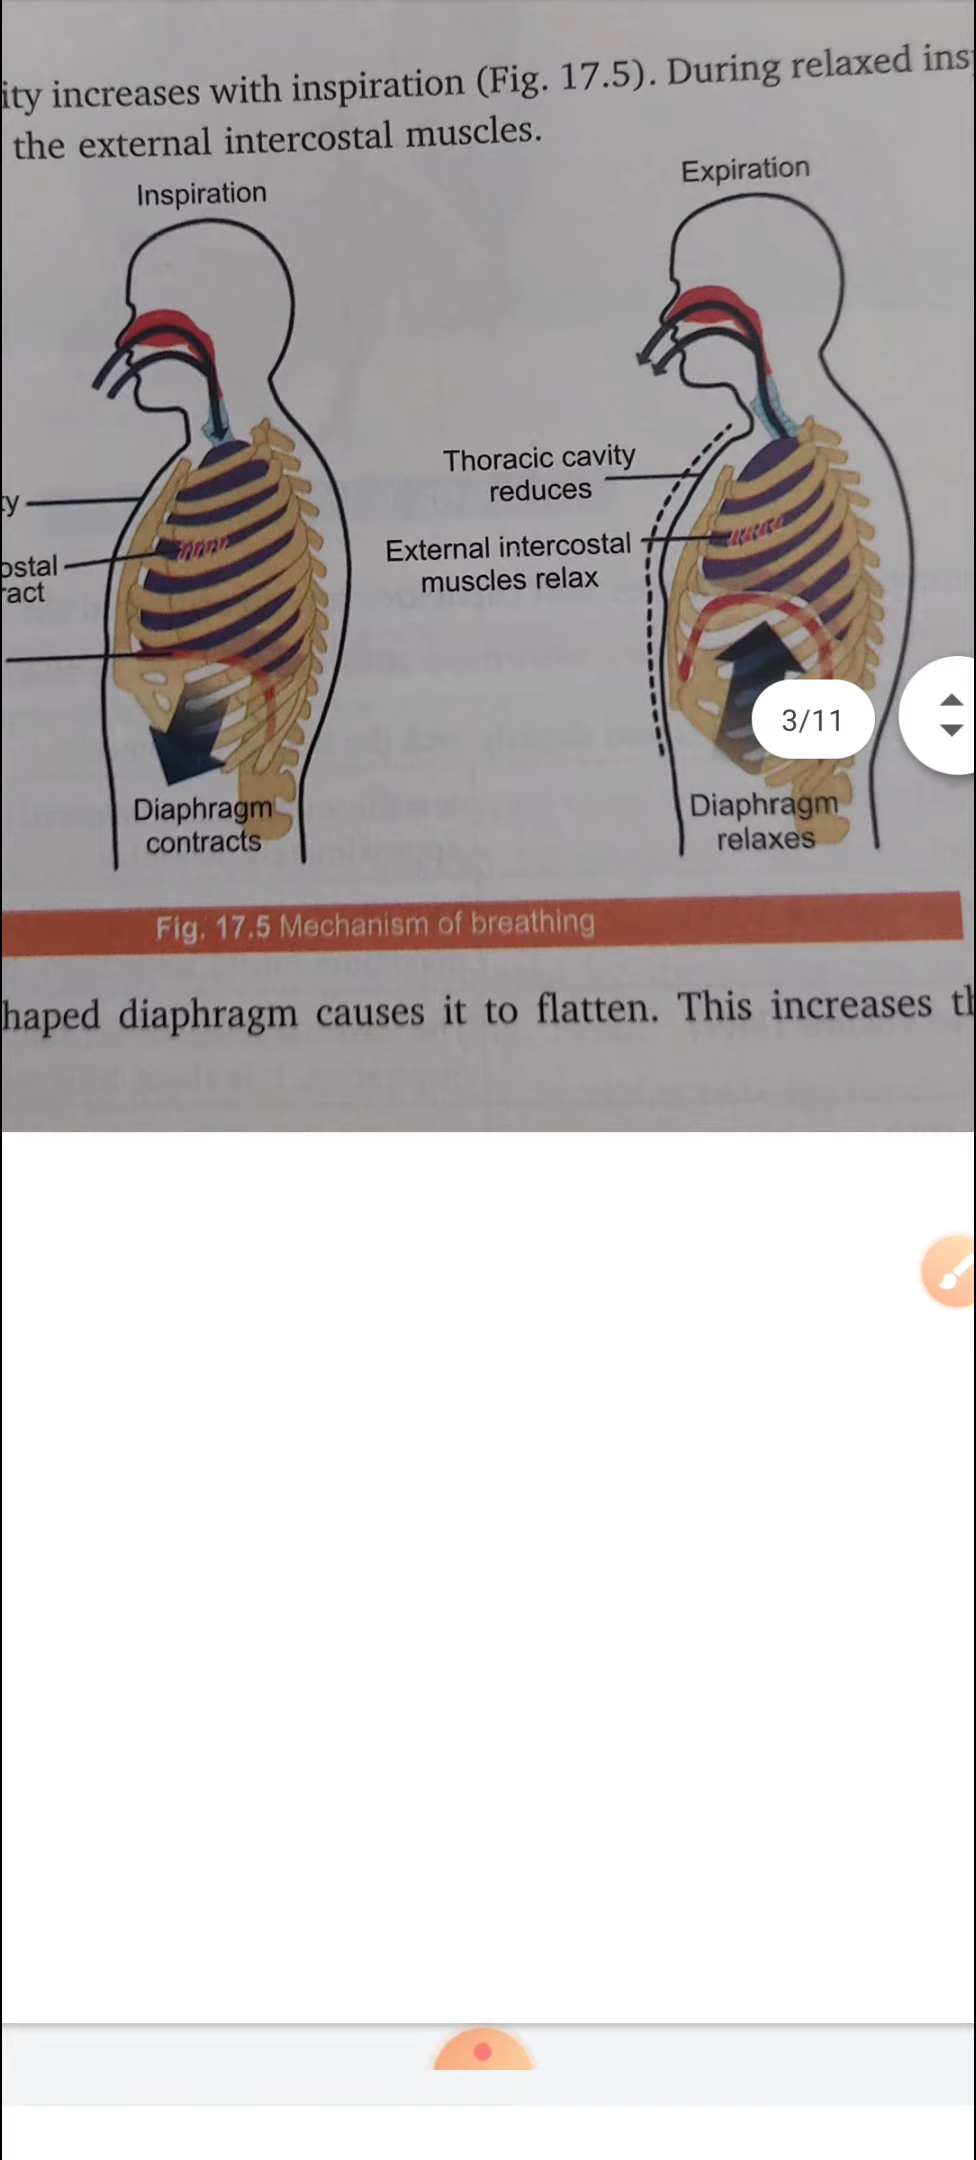 ity increases with inspiration (Fig. 17.5). During relaxed ins
the external intercostal muscles.
Inspiration
Expiration
ty
ostal
ract
Thoracic cavity
reduces
External intercostal
muscles relax
3/11
Diaphragm
contracts
Diaphragm
relaxes
Fig. 17.5 Mechanism of breathing
haped diaphragm causes it to flatten. This increases th